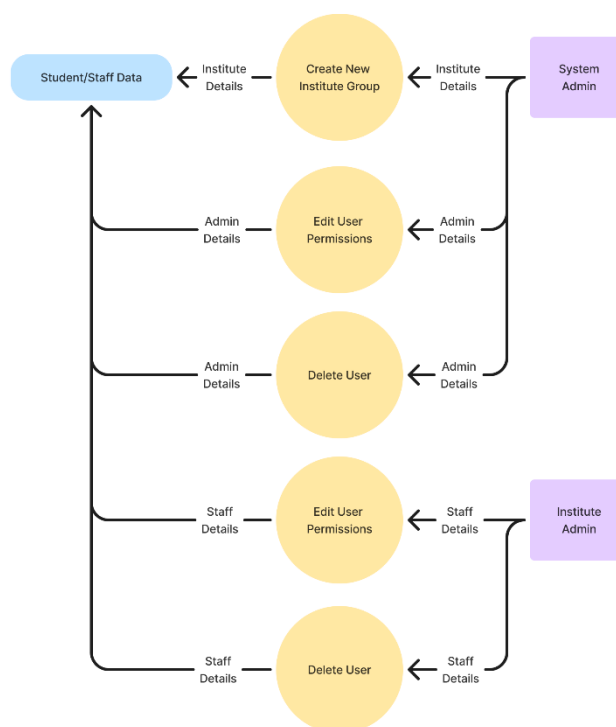 Student/Staff Data
Institute
Details
Create New
Institute Group
Institute
Details
System
Admin
Admin
Details
Edit User
Permissions
Admin
Details
Admin
Details
Delete User
Admin
Details
Staff
Details
Edit User
Permissions
Staff
Details
Institute
Admin
Staff
Details
Delete User
Staff
Details